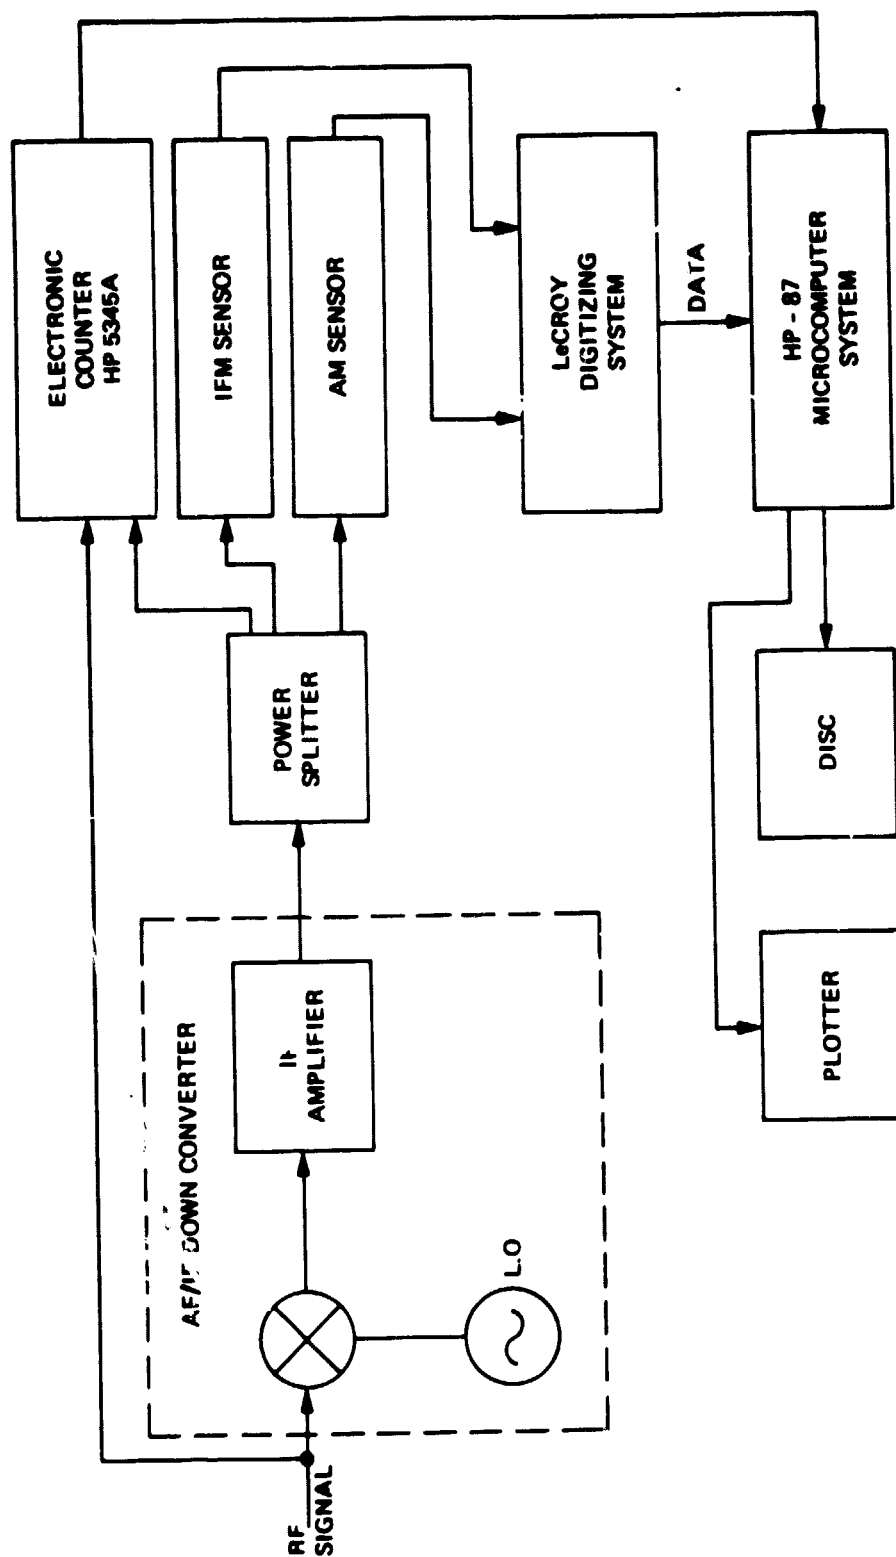 RF
SIGNAL
DOWN CONVERTER
L.O
AMPLIFIER
POWER
SPLITTER
ELECTRONIC
COUNTER
HP 5345A
IFM SENSOR
AM SENSOR
LeCROY
DIGITIZING
SYSTEM
DATA
HP - 87
MICROCOMPUTER
SYSTEM
DISC
PLOTTER